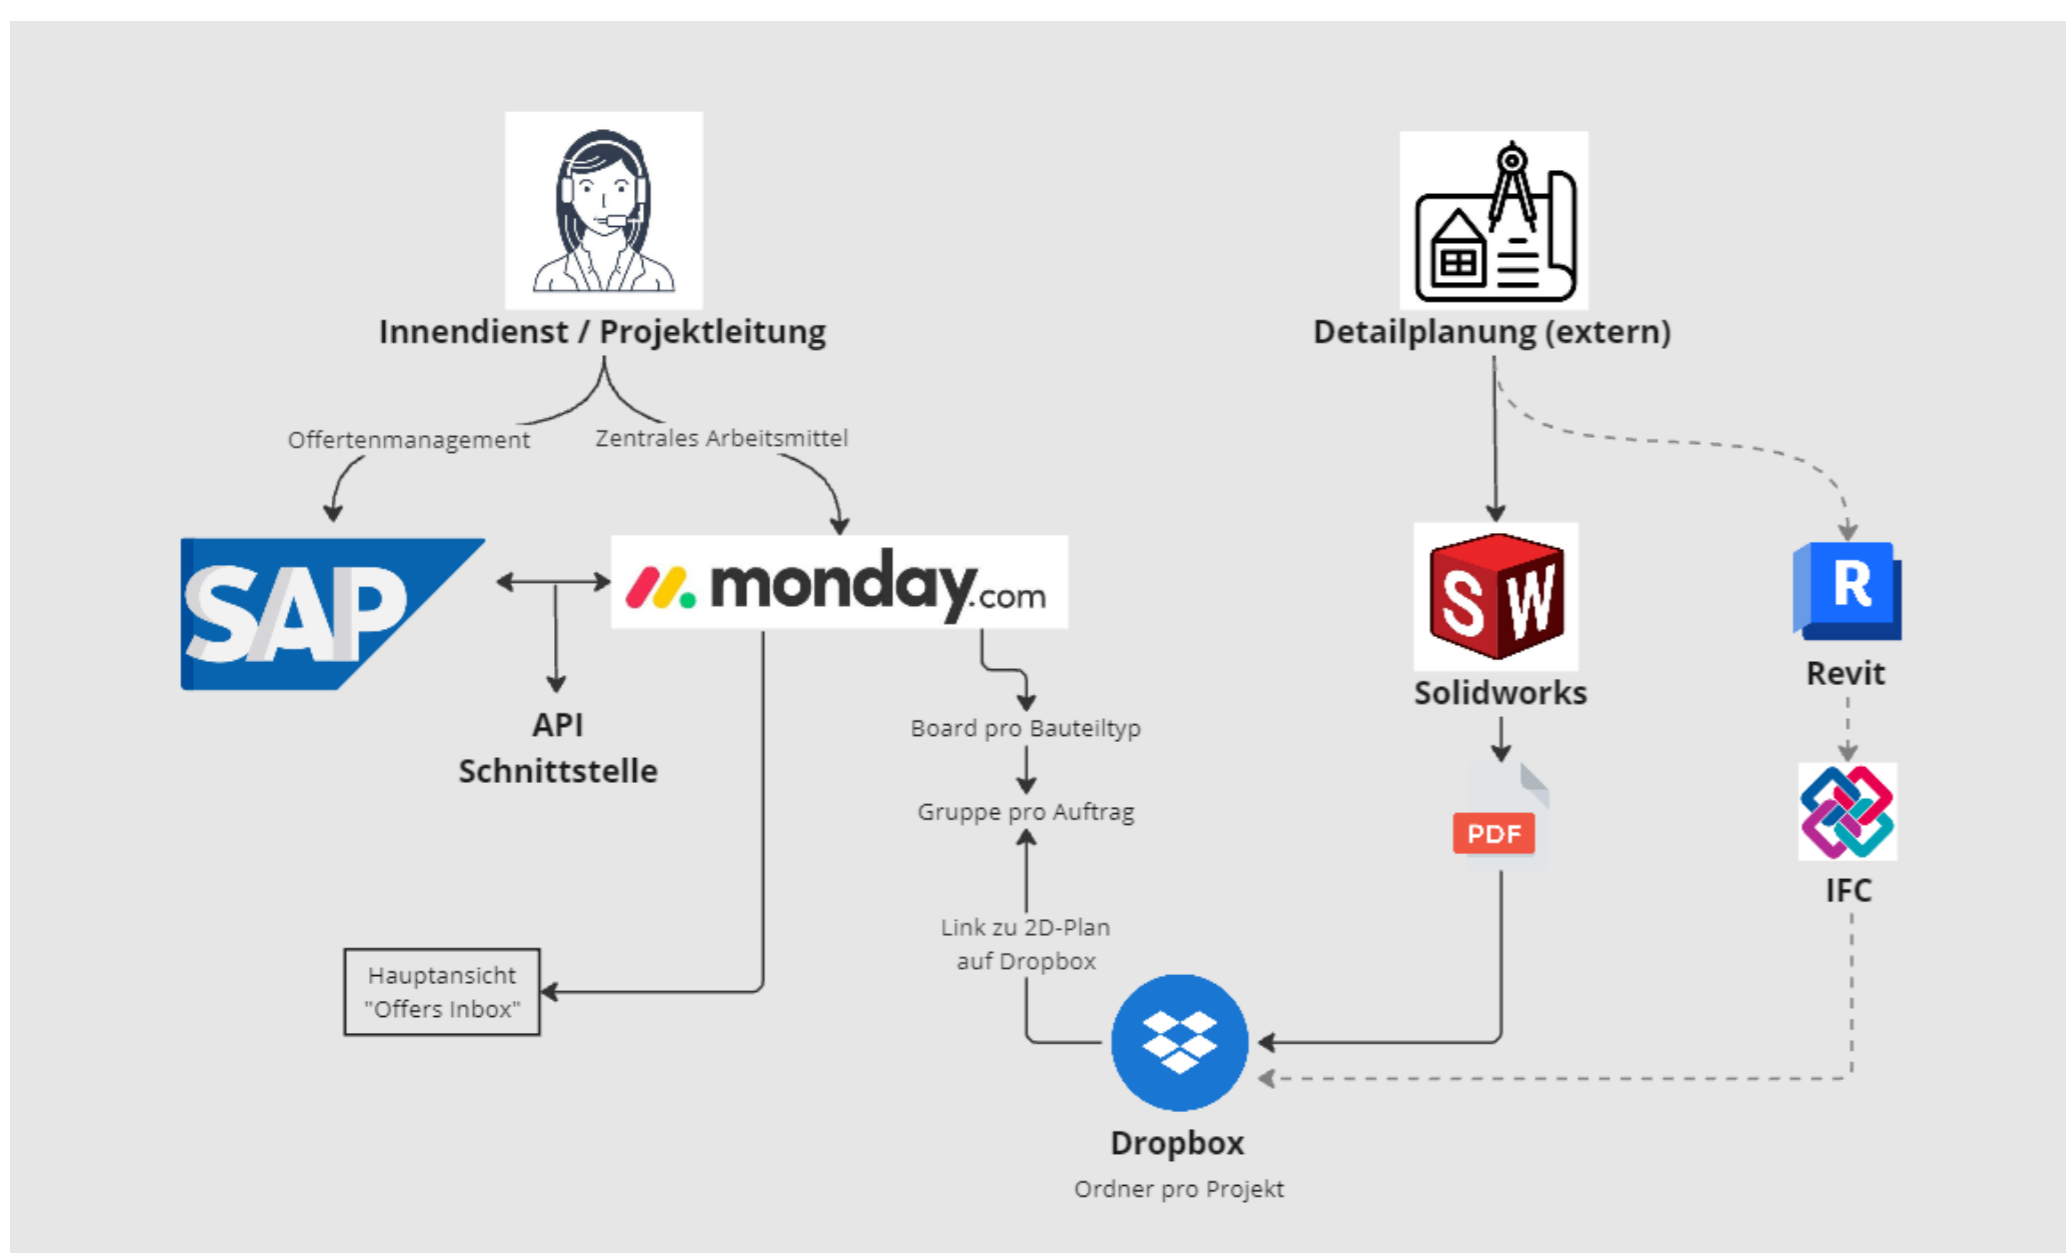 Innendienst / Projektleitung
Detailplanung (extern)
Offertenmanagement
Zentrales Arbeitsmittel
SAP
monday.com
SW
R
Solidworks
Revit
API
Schnittstelle
Board pro Bauteiltyp
Gruppe pro Auftrag
PDF
IFC
Link zu 2D-Plan
auf Dropbox
Hauptansicht
"Offers Inbox"
Dropbox
Ordner pro Projekt